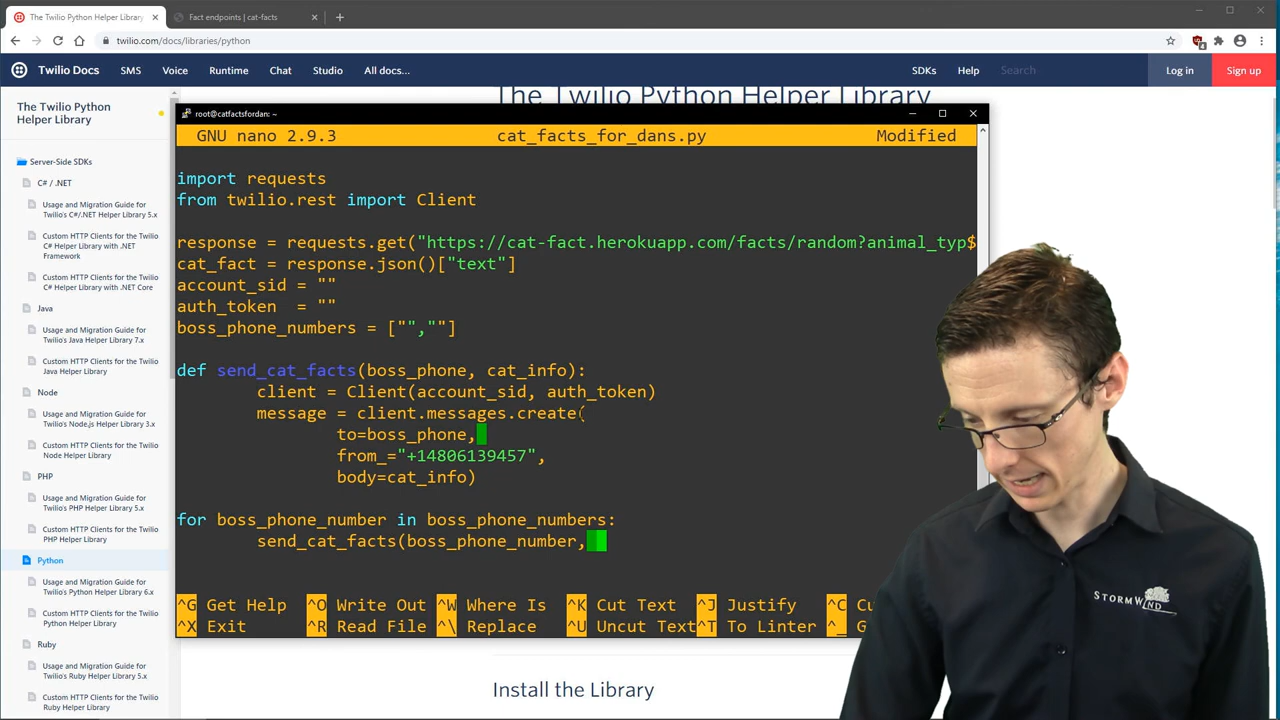 The Twilio Python Helper Library
Fact endpoints | cat-facts
twilio.com/docs/libraries/python
Twilio Docs
SMS
Voice
Runtime
Chat
Studio
All docs...
SDKs
Help
Search
Log in
Sign up
The Twilio Python
Helper Library
Server-Side SDKs
C# / .NET
Usage and Migration Guide for
Twilio's C#/.NET Helper Library 5.x
Custom HTTP Clients for the Twilio
C# Helper Library with .NET
Framework
Custom HTTP Clients for the Twilio
C# Helper Library with .NET Core
Java
Usage and Migration Guide for
Twilio's Java Helper Library 7.x
Custom HTTP Clients for the Twilio
Java Helper Library
Node
Usage and Migration Guide for
Twilio's Node.js Helper Library 3.x
Custom HTTP Clients for the Twilio
Node Helper Library
PHP
Usage and Migration Guide for
Twilio's PHP Helper Library 5.x
Custom HTTP Clients for the Twilio
PHP Helper Library
Python
Usage and Migration Guide for
Twilio's Python Helper Library 6.x
Custom HTTP Clients for the Twilio
Python Helper Library
Ruby
Usage and Migration Guide for
Twilio's Ruby Helper Library 5.x
Custom HTTP Clients for the Twilio
Ruby Helper Library
The Twilio Python Helper Library
root@catfactsfordan: ~
GNU nano 2.9.3 cat_facts_for_dans.py Modified
import requests
from twilio.rest import Client
response = requests.get("https://cat-fact.herokuapp.com/facts/random?animal_typ$
cat_fact = response.json()["text"]
account_sid = ""
auth_token  = ""
boss_phone_numbers = ["",""]
def send_cat_facts(boss_phone, cat_info):
client = Client(account_sid, auth_token)
message = client.messages.create(
to=boss_phone,
from_="+14806139457",
body=cat_info)
for boss_phone_number in boss_phone_numbers:
send_cat_facts(boss_phone_number,
^G Get Help ^O Write Out ^W Where Is ^K Cut Text ^J Justify ^C
^X Exit ^R Read File ^\ Replace ^U Uncut Text ^T To Linter ^_
Install the Library
STORMWIND